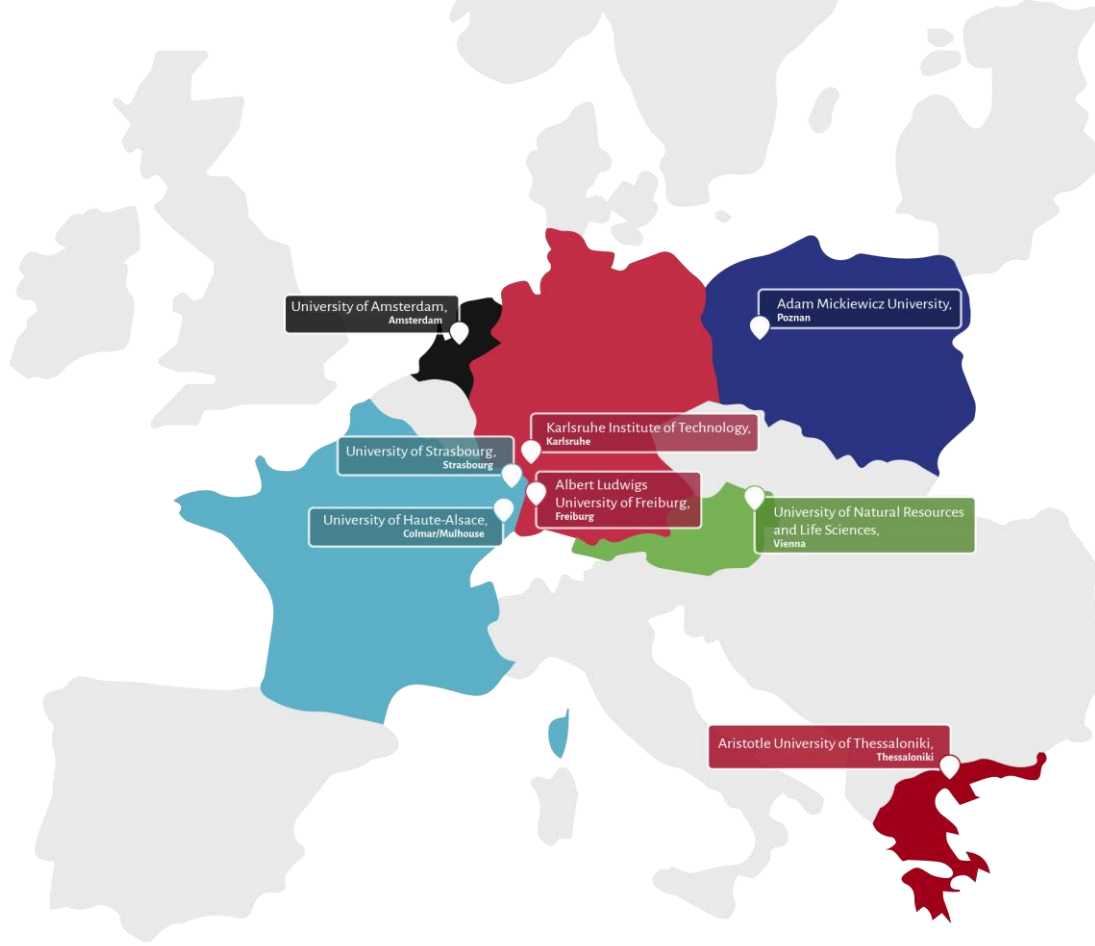 University of Amsterdam,
Amsterdam
Adam Mickiewicz University,
Poznan
Karlsruhe Institute of Technology,
Karlsruhe
University of Strasbourg,
Strasbourg
Albert Ludwigs
University of Freiburg,
Freiburg
University of Haute-Alsace,
Colmar/Mulhouse
University of Natural Resources
and Life Sciences,
Vienna
Aristotle University of Thessaloniki,
Thessaloniki